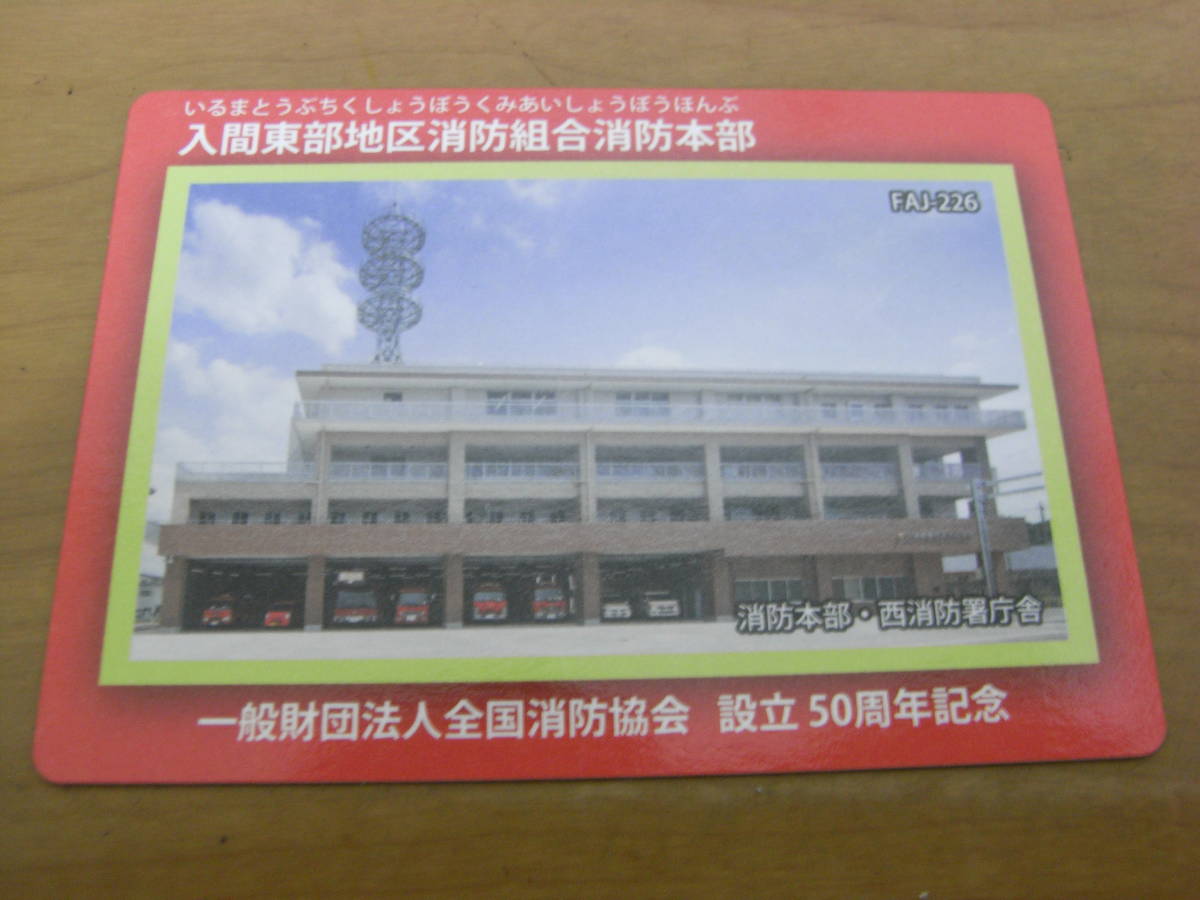 いるまとうぶちくしょうぼうくみあいしょうぼうほんぶ
入間東部地区消防組合消防本部
FAJ-226
消防本部・西消防署庁舎
一般財団法人全国消防協会 設立50周年記念